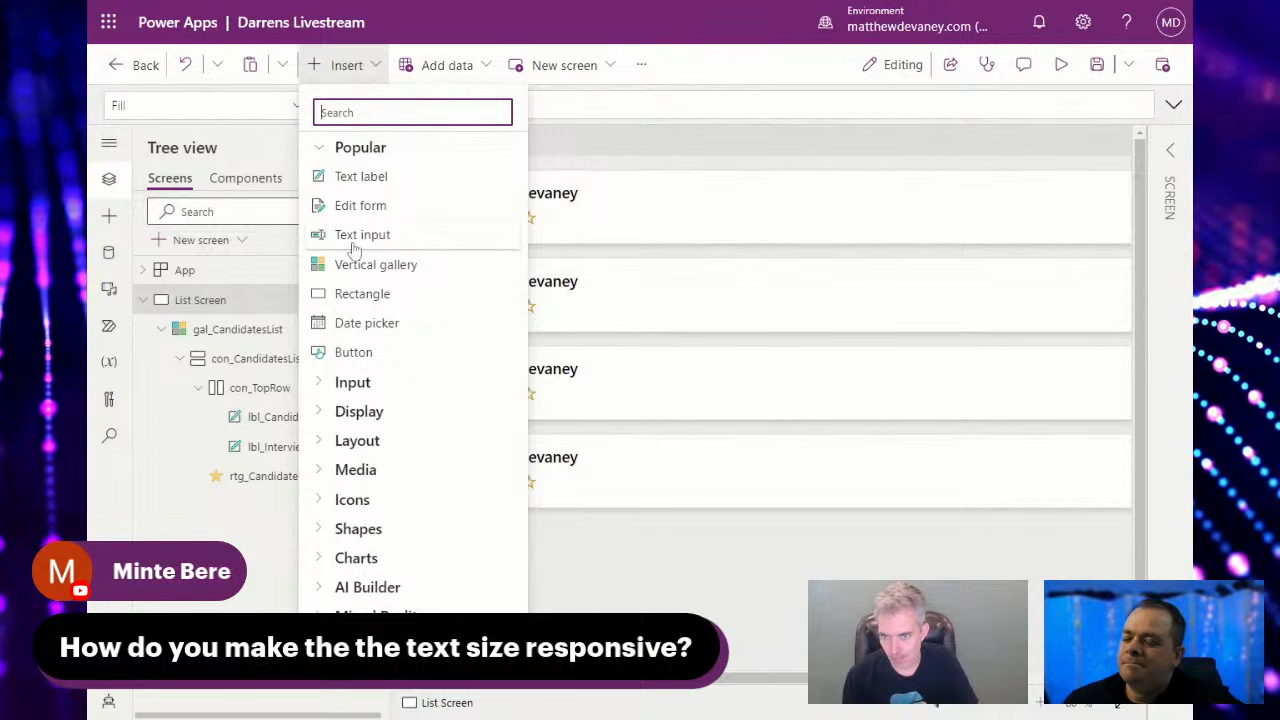 Power Apps | Darrens Livestream
Environment
matthewdevaney.com (...
MD
Back
Insert
Add data
New screen
...
Editing
Fill
Search
Tree view
Screens
Components
Search
New screen
App
List Screen
gal_CandidatesList
con_CandidatesLis
con_TopRow
lbl_Candid
lbl_Intervie
rtg_Candidate
Popular
Text label
Edit form
Text input
Vertical gallery
Rectangle
Date picker
Button
Input
Display
Layout
Media
Icons
Shapes
Charts
AI Builder
evaney
evaney
evaney
evaney
SCREEN
M
Minte Bere
How do you make the the text size responsive?
List Screen